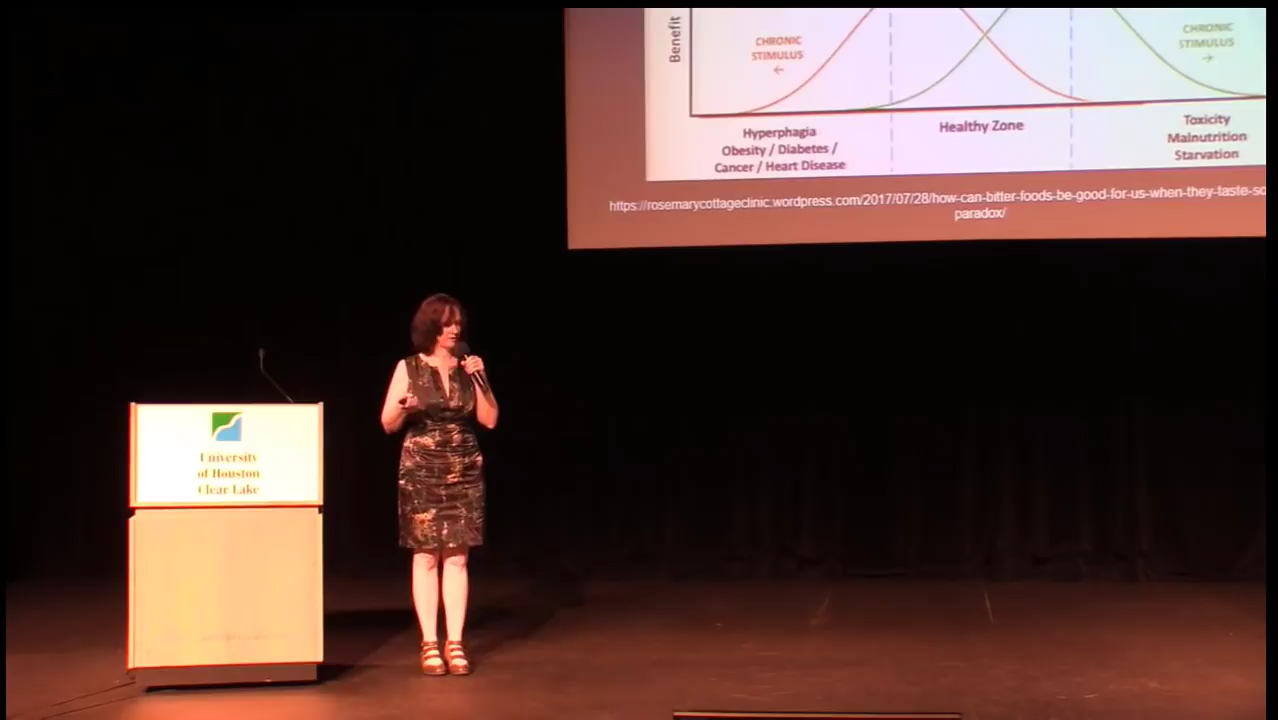 Benefit
CHRONIC
STIMULUS
←
CHRONIC
STIMULUS
→
Hyperphagia
Obesity / Diabetes /
Cancer / Heart Disease
Healthy Zone
Toxicity
Malnutrition
Starvation
https://rosemarycottageclinic.wordpress.com/2017/07/28/how-can-bitter-foods-be-good-for-us-when-they-taste-so
paradox/
University
of Houston
Clear Lake